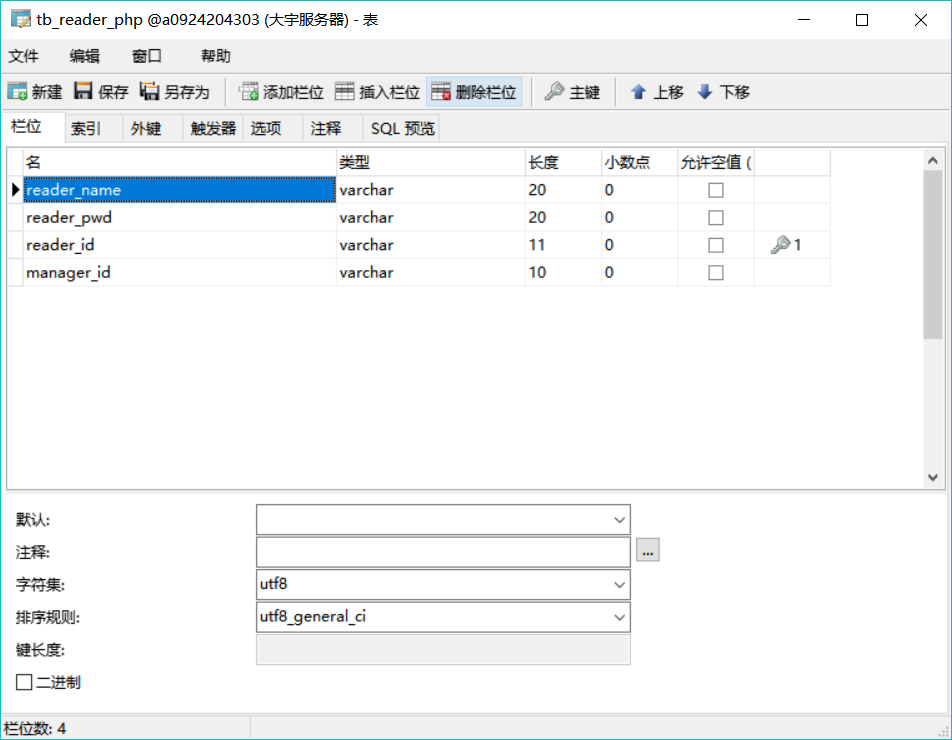 tb_reader_php @a0924204303 (大宇服务器) - 表
文件 编辑 窗口 帮助
新建 保存 另存为 添加栏位 插入栏位 删除栏位 主键 上移 下移
栏位 索引 外键 触发器 选项 注释 SQL 预览
名 类型 长度 小数点 允许空值 (
reader_name varchar 20 0
reader_pwd varchar 20 0
reader_id varchar 11 0 1
manager_id varchar 10 0
默认:
注释: ...
字符集: utf8
排序规则: utf8_general_ci
键长度:
二进制
栏位数: 4